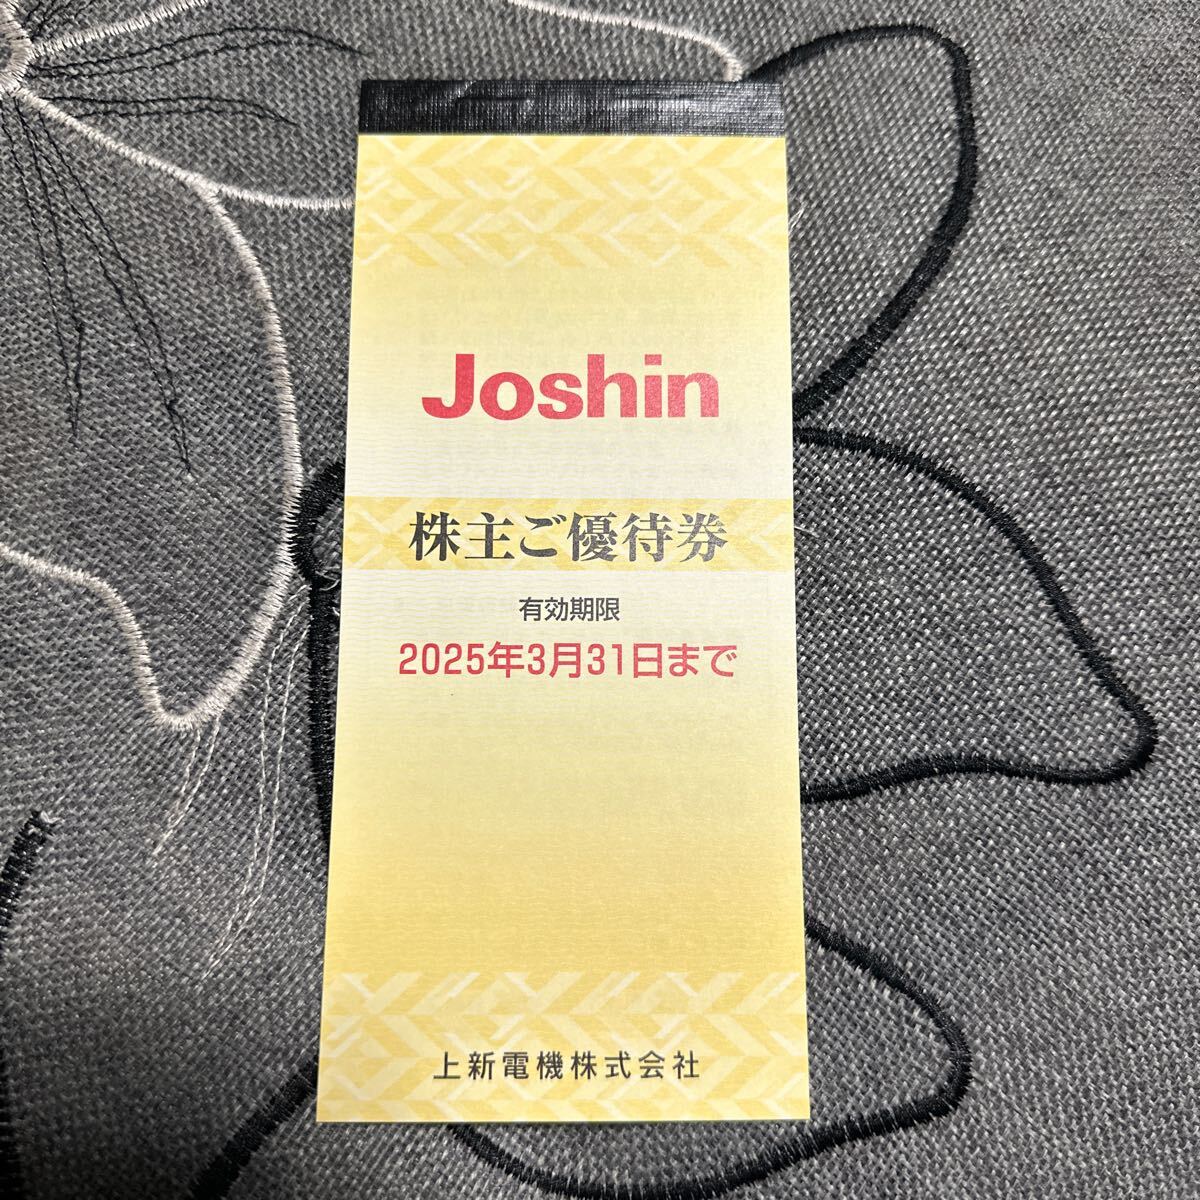 Joshin
株主ご優待券
有効期限
2025年3月31日まで
上新電機株式会社